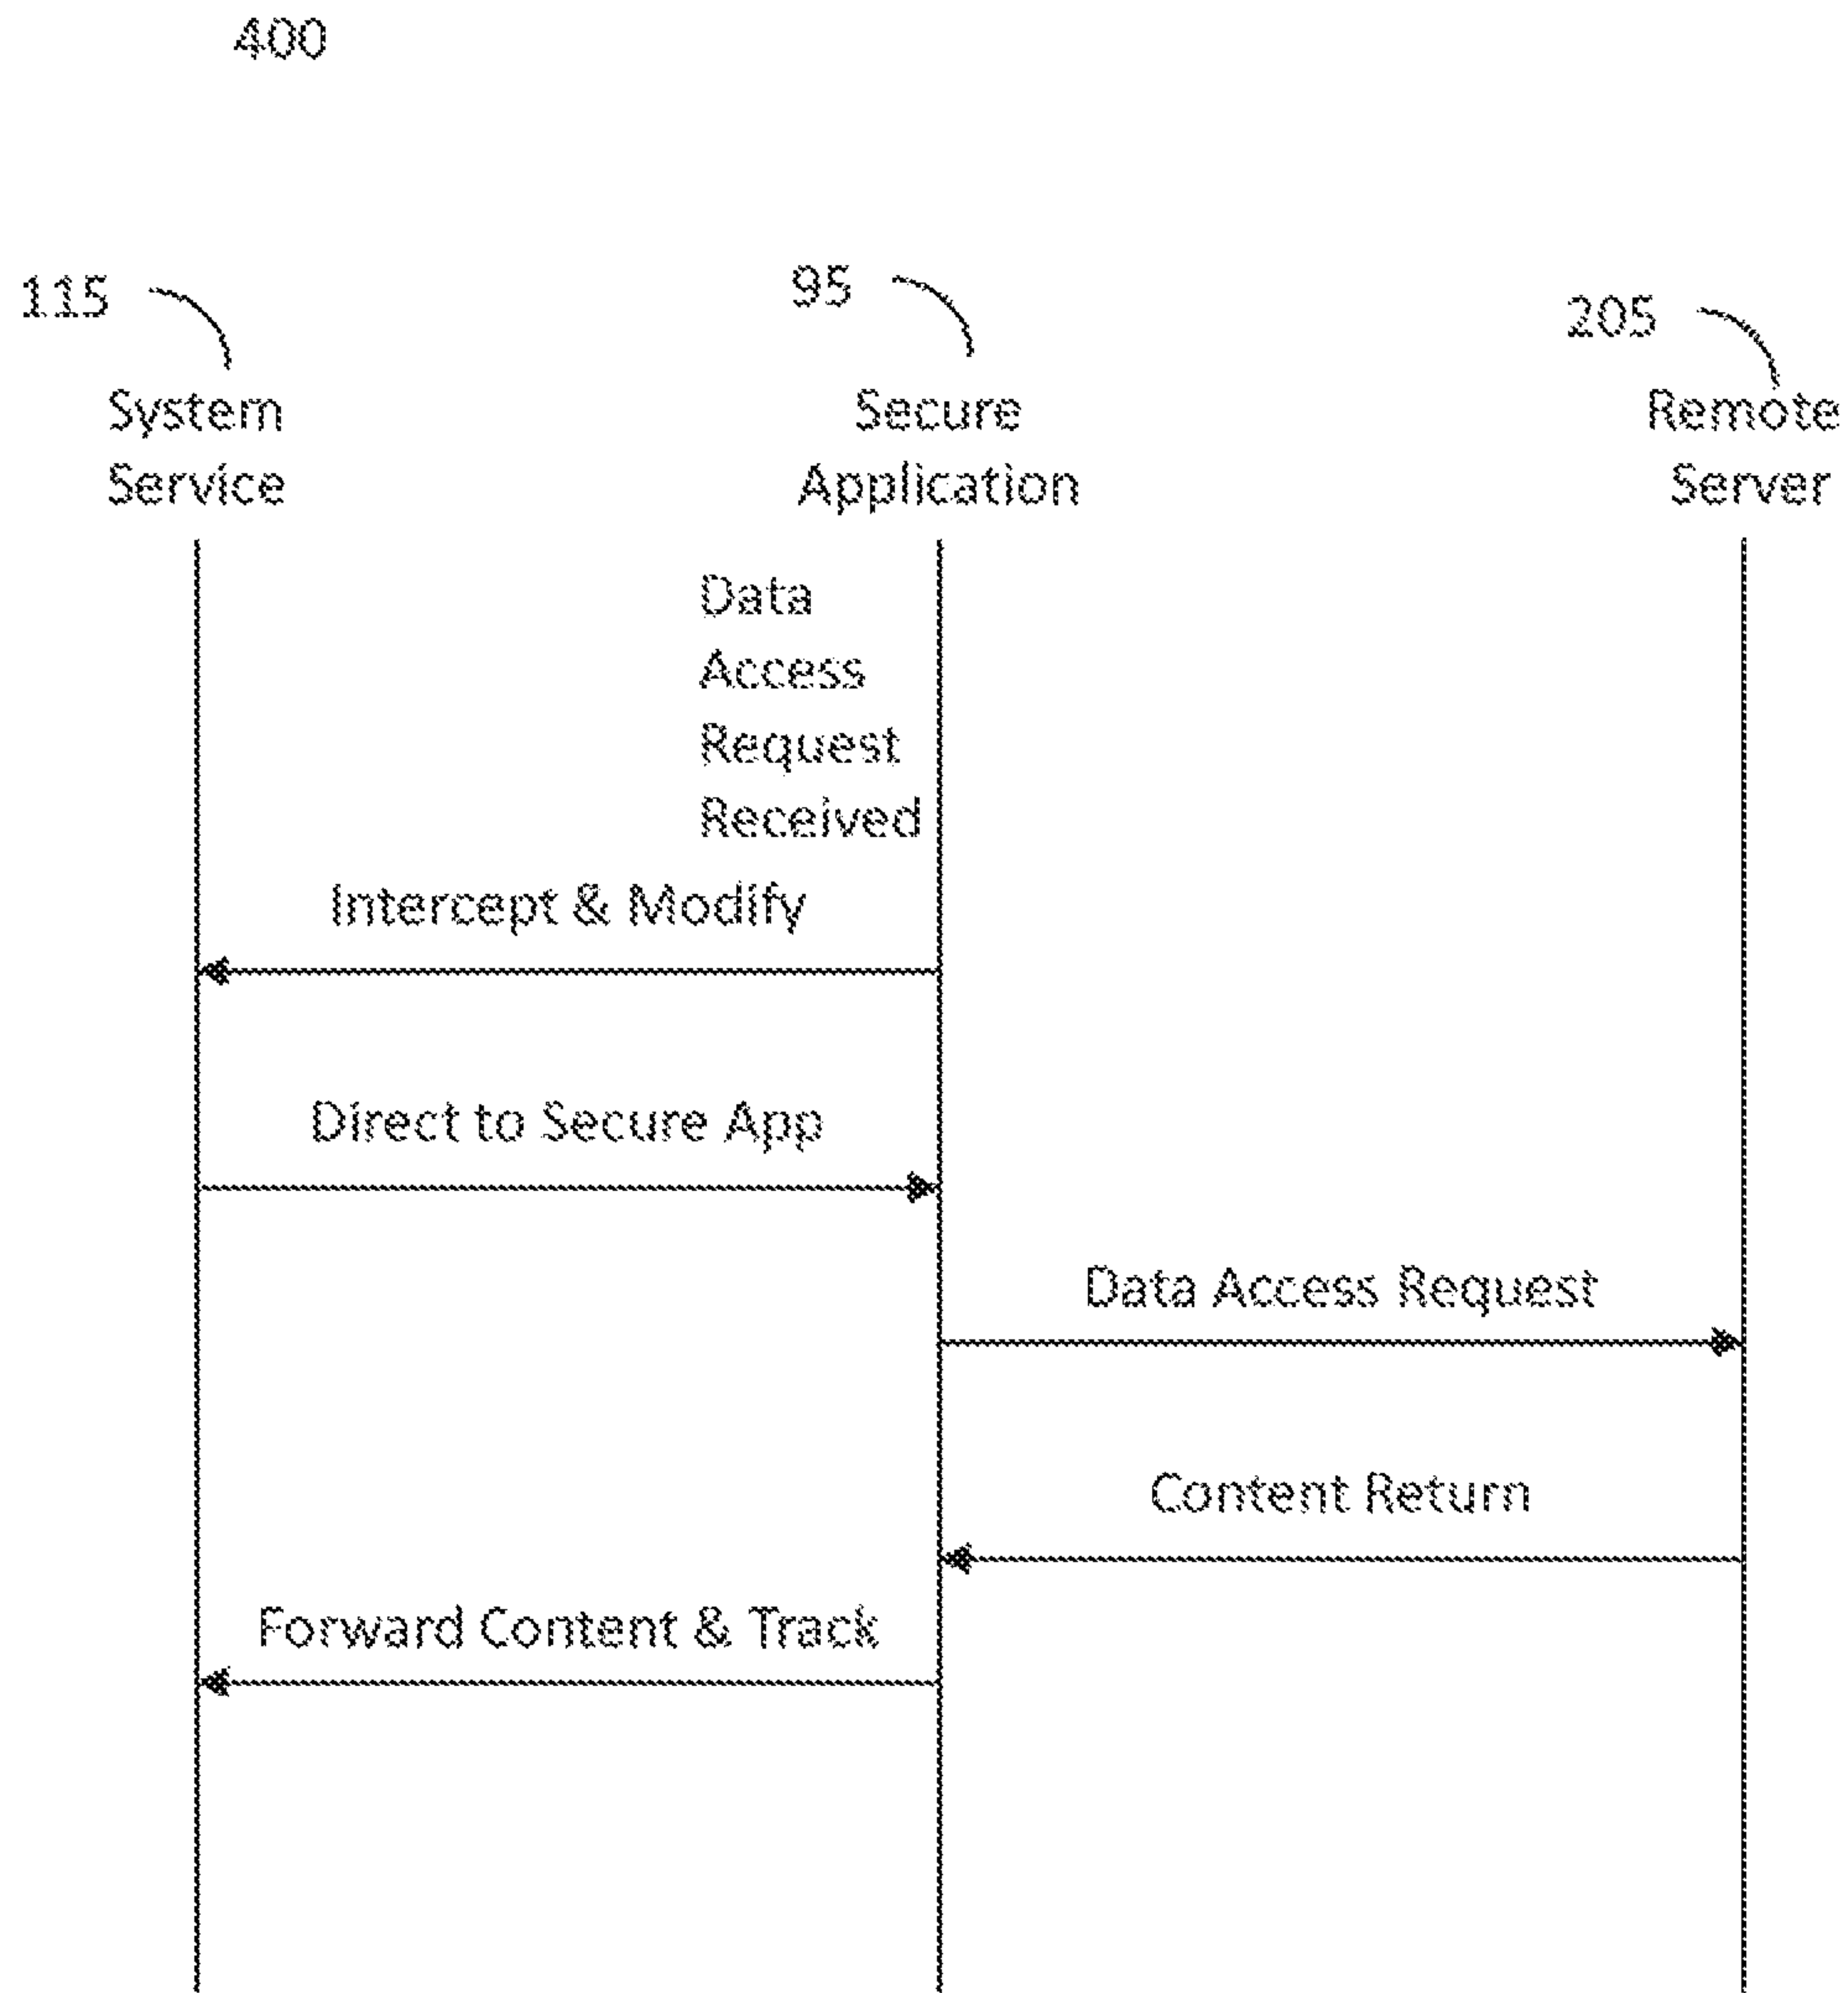 400
115
95
205
System
Service
Secure
Application
Remote
Server
Data
Access
Request
Received
Intercept & Modify
Direct to Secure App
Data Access Request
Content Return
Forward Content & Track